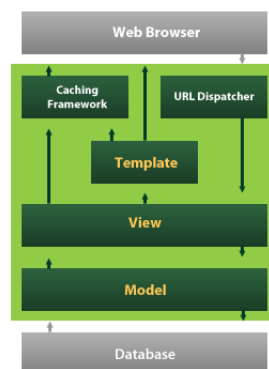 Web Browser
Caching
Framework
URL Dispatcher
Template
View
Model
Database